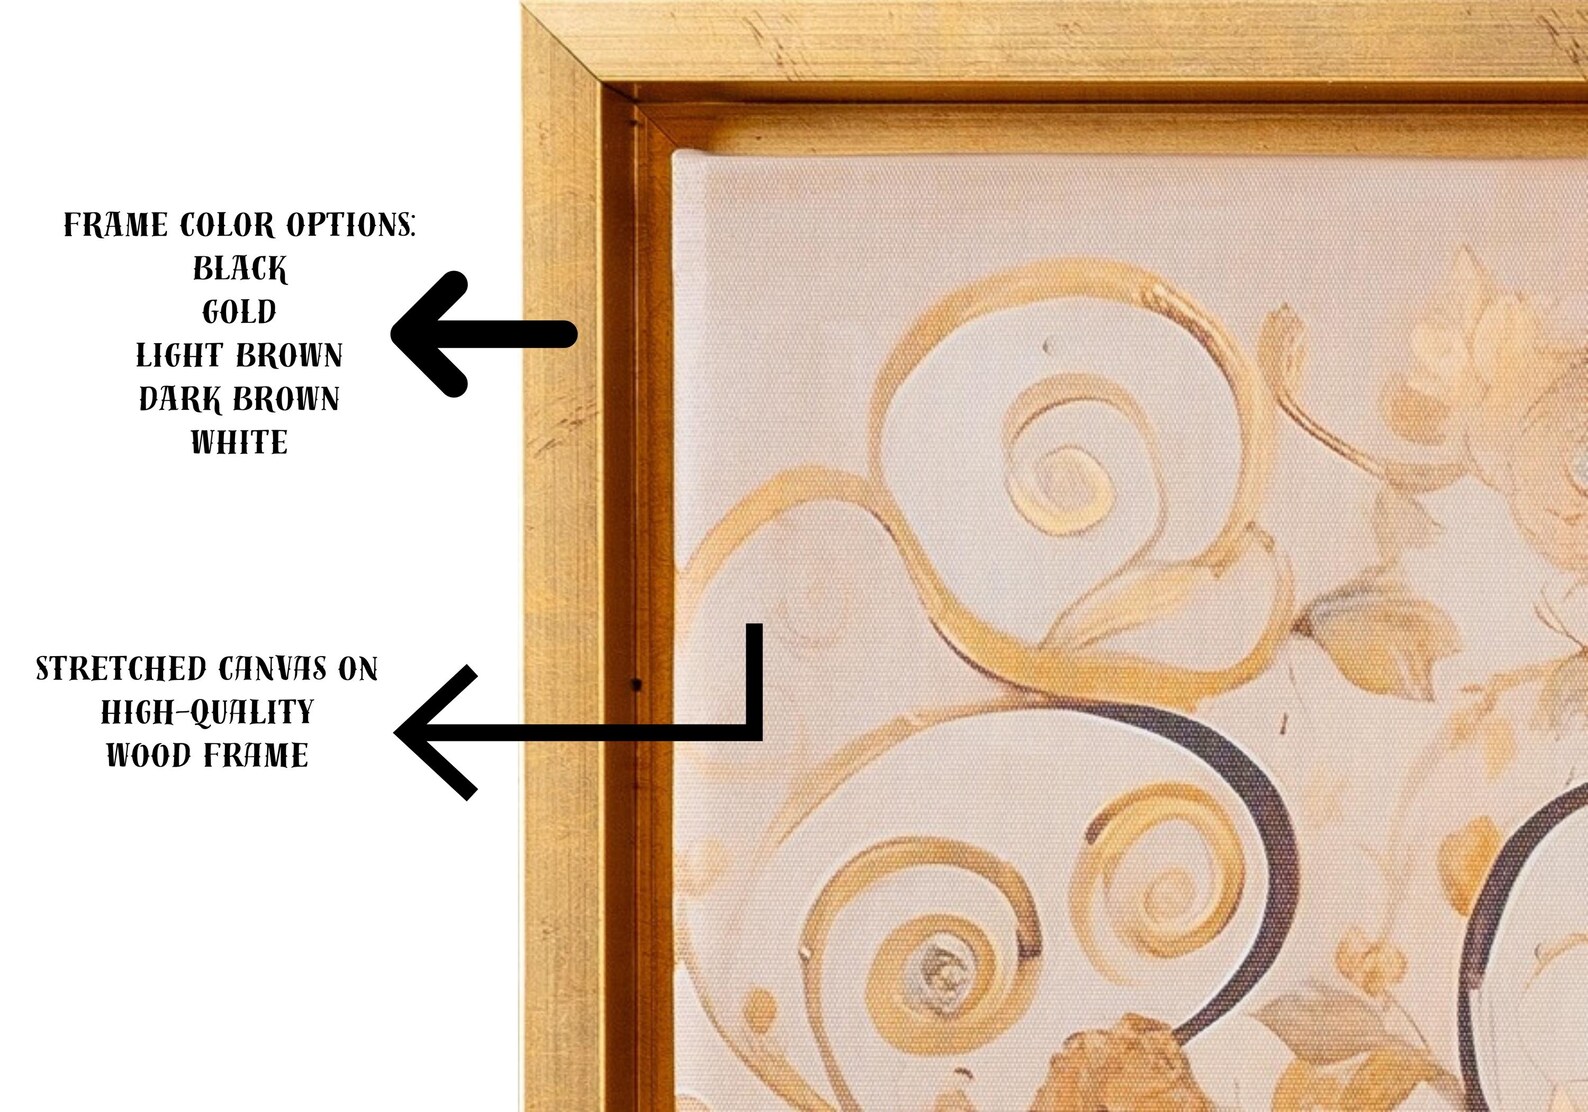 FRAME COLOR OPTIONS:
BLACK
GOLD
LIGHT BROWN
DARK BROWN
WHITE
STRETCHED CANVAS ON
HIGH-QUALITY
WOOD FRAME